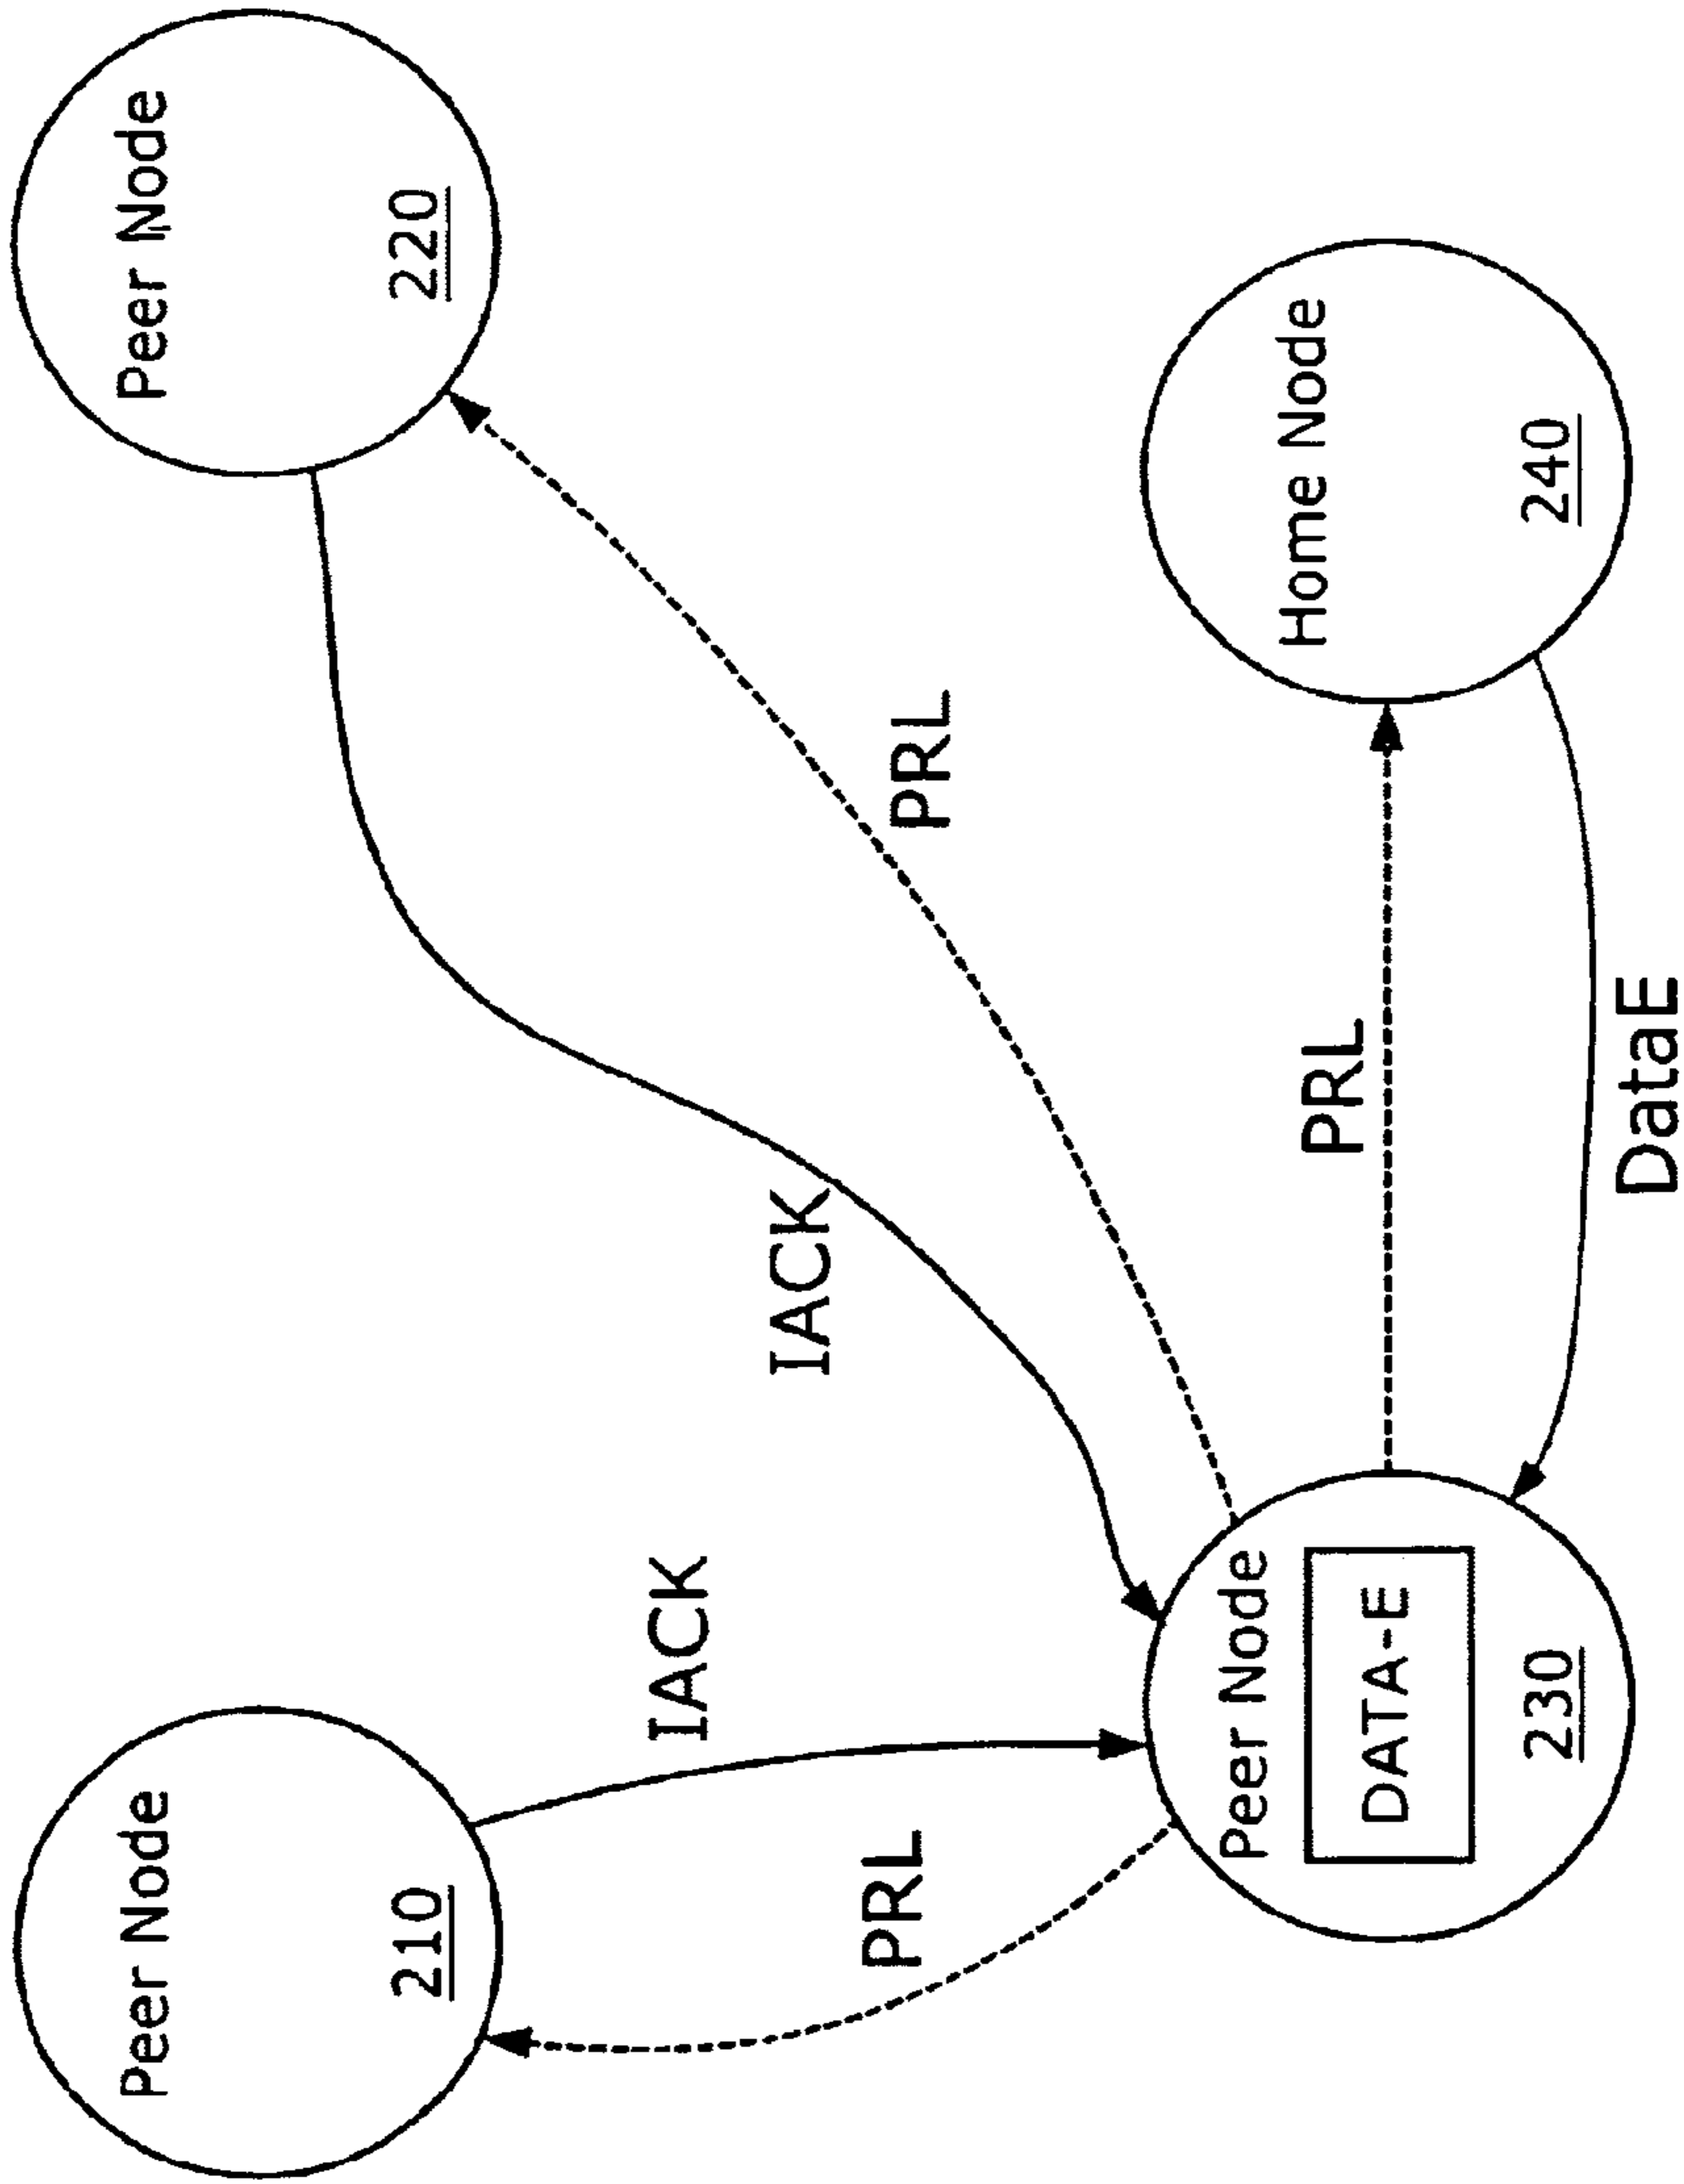 Peer Node
210
Peer Node
220
IACK
IACK
PRL
PRL
PRL
Peer Node
DATA-E
230
Home Node
240
DataE